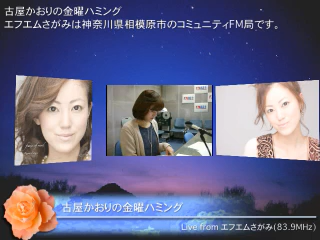 古屋かおりの金曜ハミング
エフエムさがみは神奈川県相模原市のコミュニティFM局です。
古屋かおりの金曜ハミング
Live from エフエムさがみ(83.9MHz)